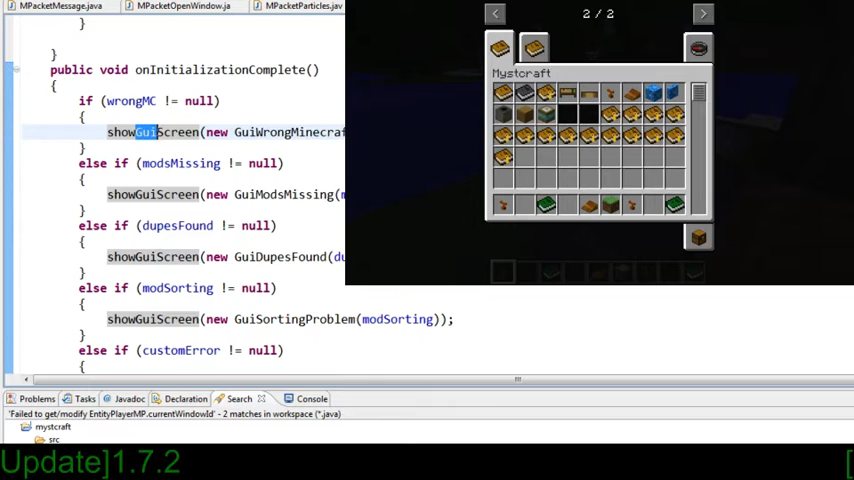 MPacketMessage.java
MPacketOpenWindow.ja
MPacketParticles.jav
}
}
public void onInitializationComplete()
{
if (wrongMC != null)
{
showGuiScreen(new GuiWrongMinecraf
}
else if (modsMissing != null)
{
showGuiScreen(new GuiModsMissing(m
}
else if (dupesFound != null)
{
showGuiScreen(new GuiDupesFound(du
}
else if (modSorting != null)
{
showGuiScreen(new GuiSortingProblem(modSorting));
}
else if (customError != null)
{
2 / 2
Mystcraft
Problems
Tasks
Javadoc
Declaration
Search
Console
'Failed to get/modify EntityPlayerMP.currentWindowId' - 2 matches in workspace (*.java)
mystcraft
src
Update]1.7.2
[